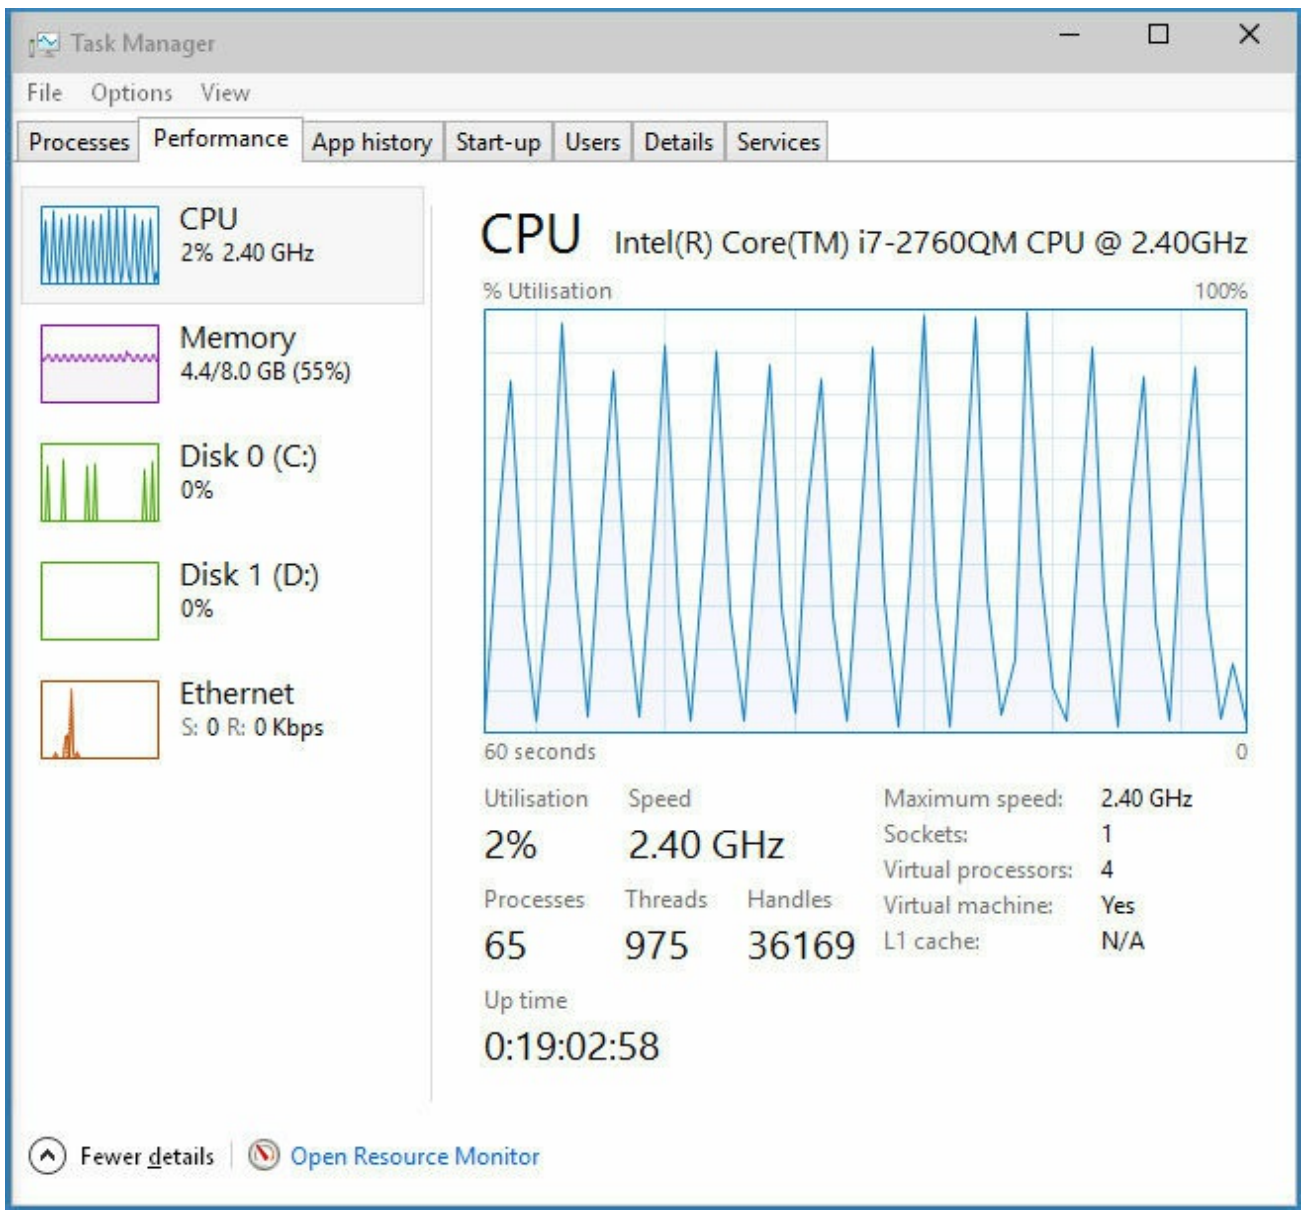 Task Manager
File Options View
Processes Performance App history Start-up Users Details Services
CPU
2% 2.40 GHz
Memory
4.4/8.0 GB (55%)
Disk 0 (C:)
0%
Disk 1 (D:)
0%
Ethernet
S: 0 R: 0 Kbps
CPU Intel(R) Core(TM) i7-2760QM CPU @ 2.40GHz
% Utilisation 100%
60 seconds 0
Utilisation Speed
2% 2.40 GHz
Processes Threads Handles
65 975 36169
Up time
0:19:02:58
Maximum speed: 2.40 GHz
Sockets: 1
Virtual processors: 4
Virtual machine: Yes
L1 cache: N/A
Fewer details Open Resource Monitor